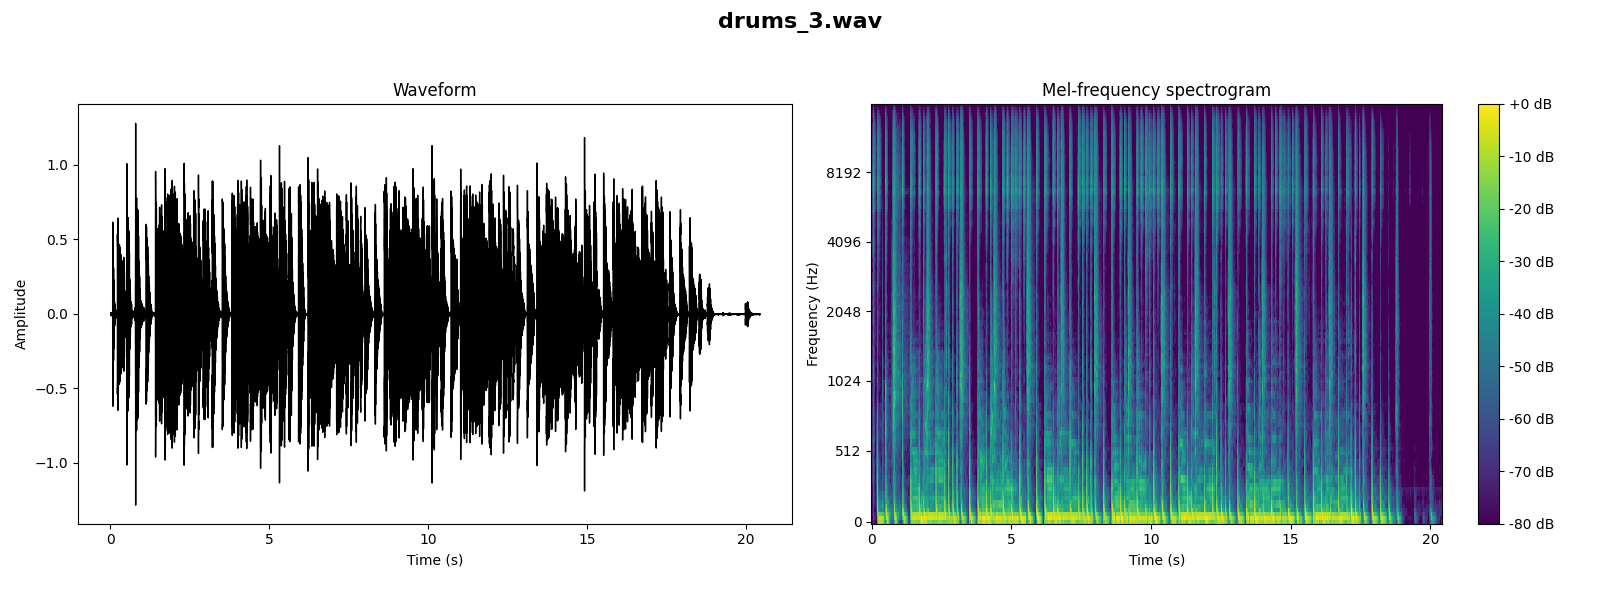 drums_3.wav
Waveform
Mel-frequency spectrogram
Amplitude
1.0
0.5
0.0
−0.5
−1.0
0
5
10
15
20
Time (s)
Frequency (Hz)
8192
4096
2048
1024
512
0
0
5
10
15
20
Time (s)
+0 dB
-10 dB
-20 dB
-30 dB
-40 dB
-50 dB
-60 dB
-70 dB
-80 dB